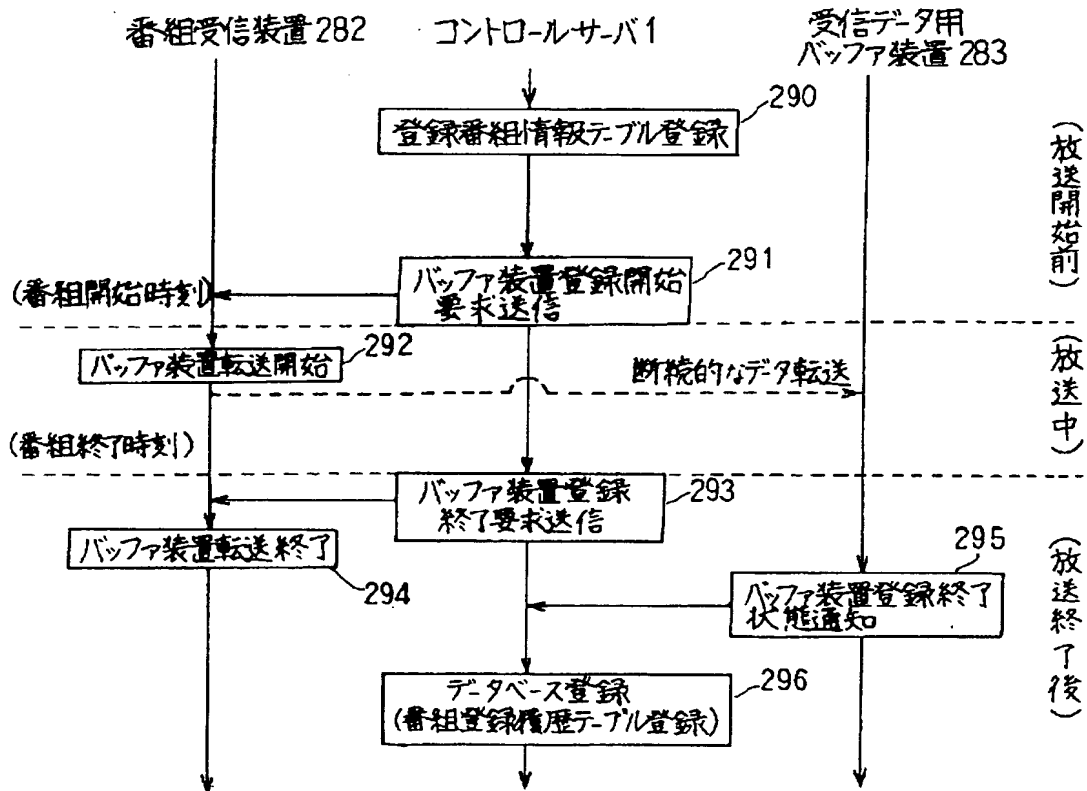 番組受信装置282
コントロールサーバ1
受信データ用
バッファ装置283
290
登録番組情報テーブル登録
(放送開始前)
291
バッファ装置登録開始
要求送信
(番組開始時刻)
292
バッファ装置転送開始
断続的なデータ転送
(放送中)
(番組終了時刻)
293
バッファ装置登録
終了要求送信
バッファ装置転送終了
294
295
バッファ装置登録終了
状態通知
(放送終了後)
296
データベース登録
(番組登録履歴テーブル登録)